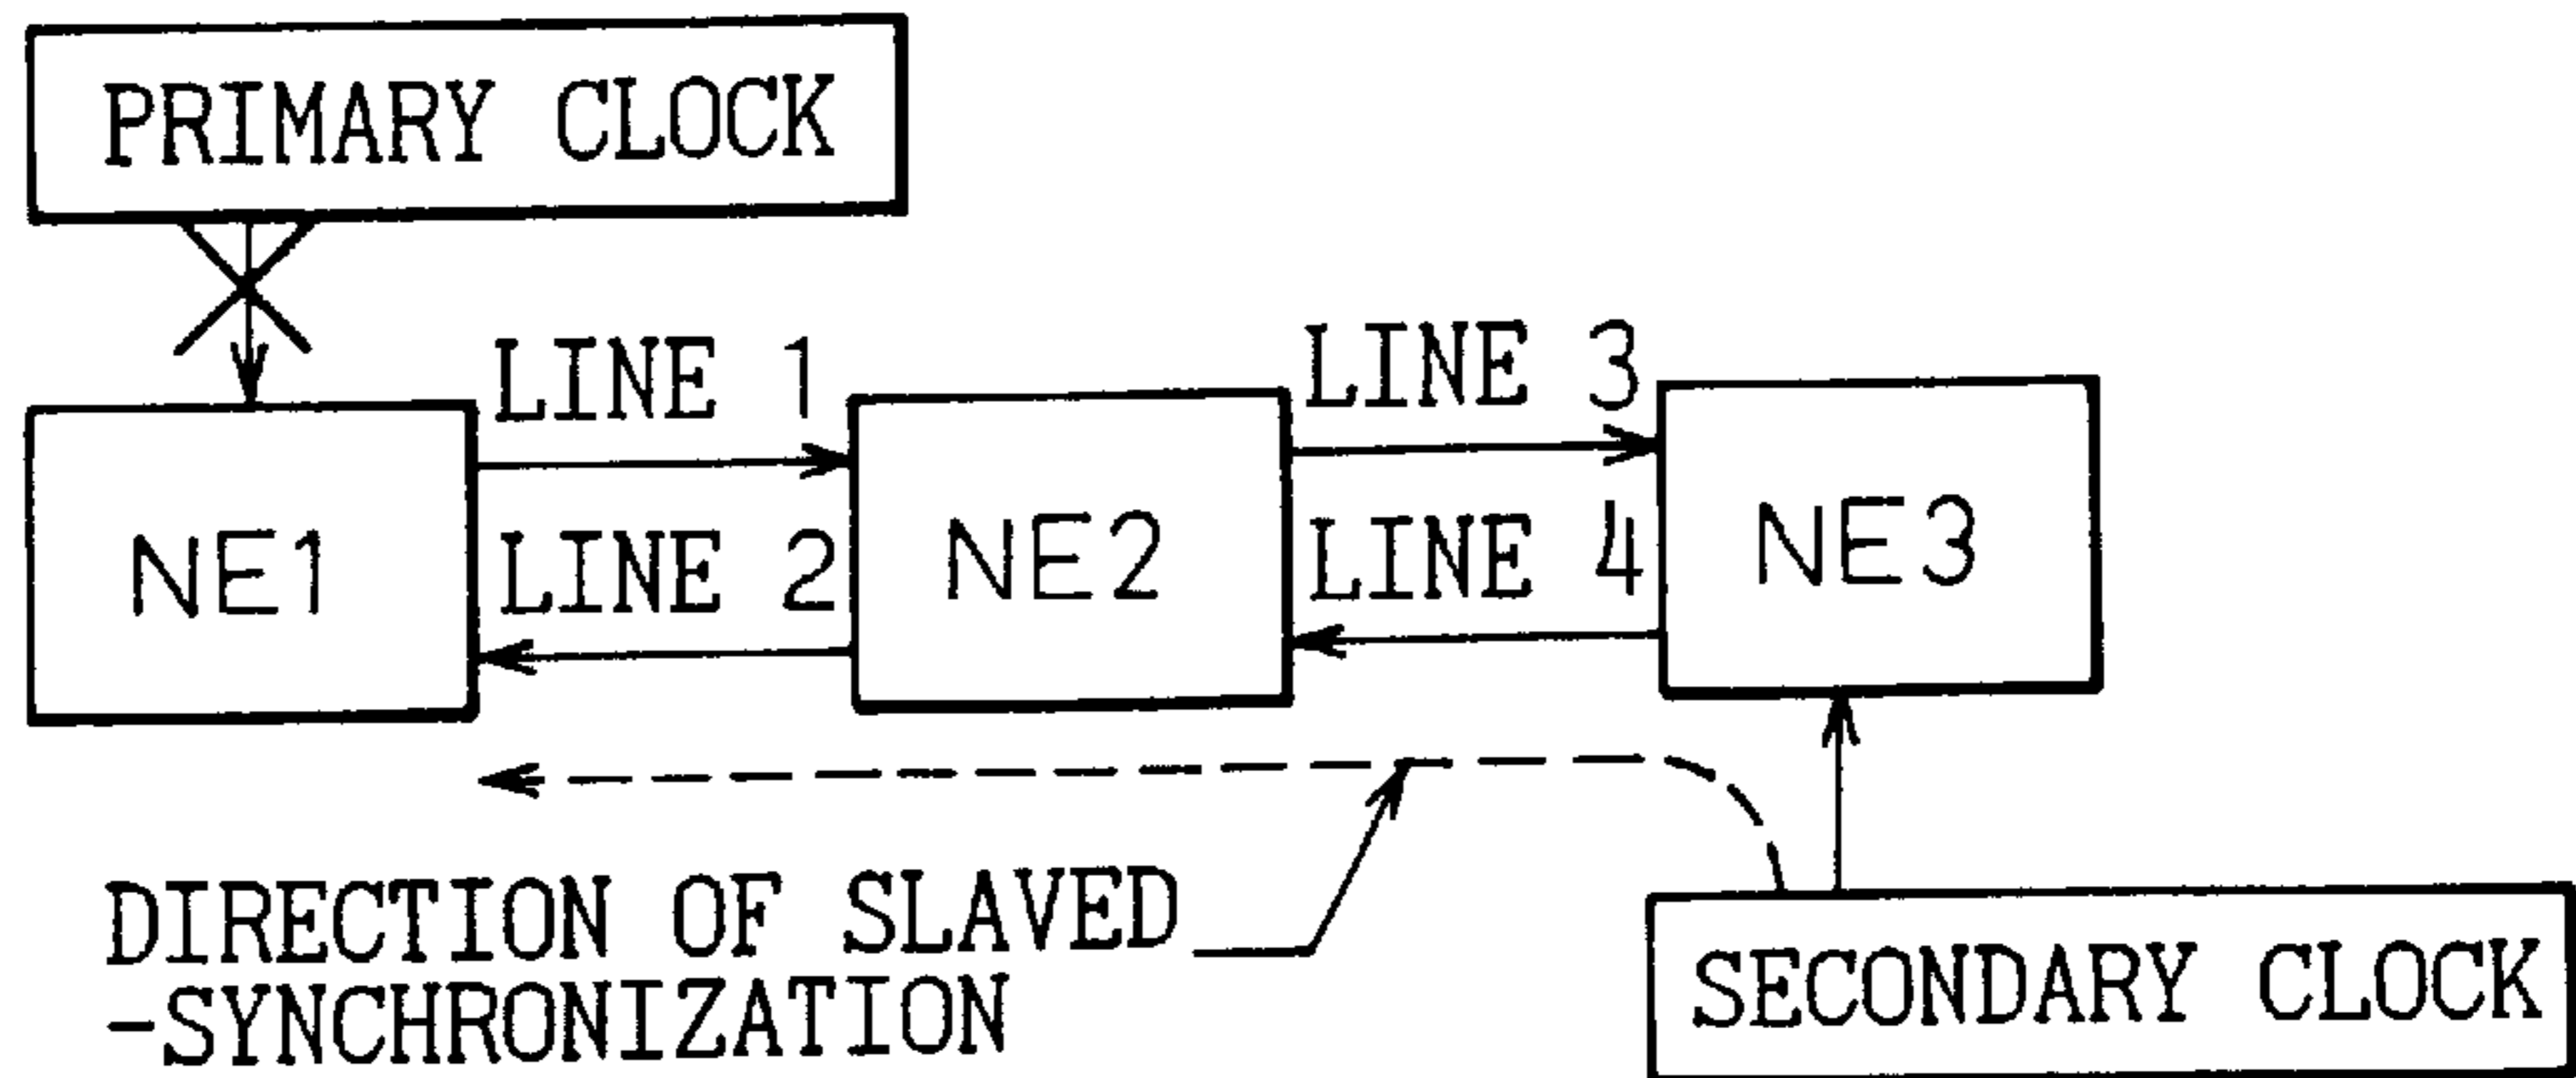 PRIMARY CLOCK
LINE 1
LINE 3
NE1
LINE 2
NE2
LINE 4
NE3
DIRECTION OF SLAVED
-SYNCHRONIZATION
SECONDARY CLOCK